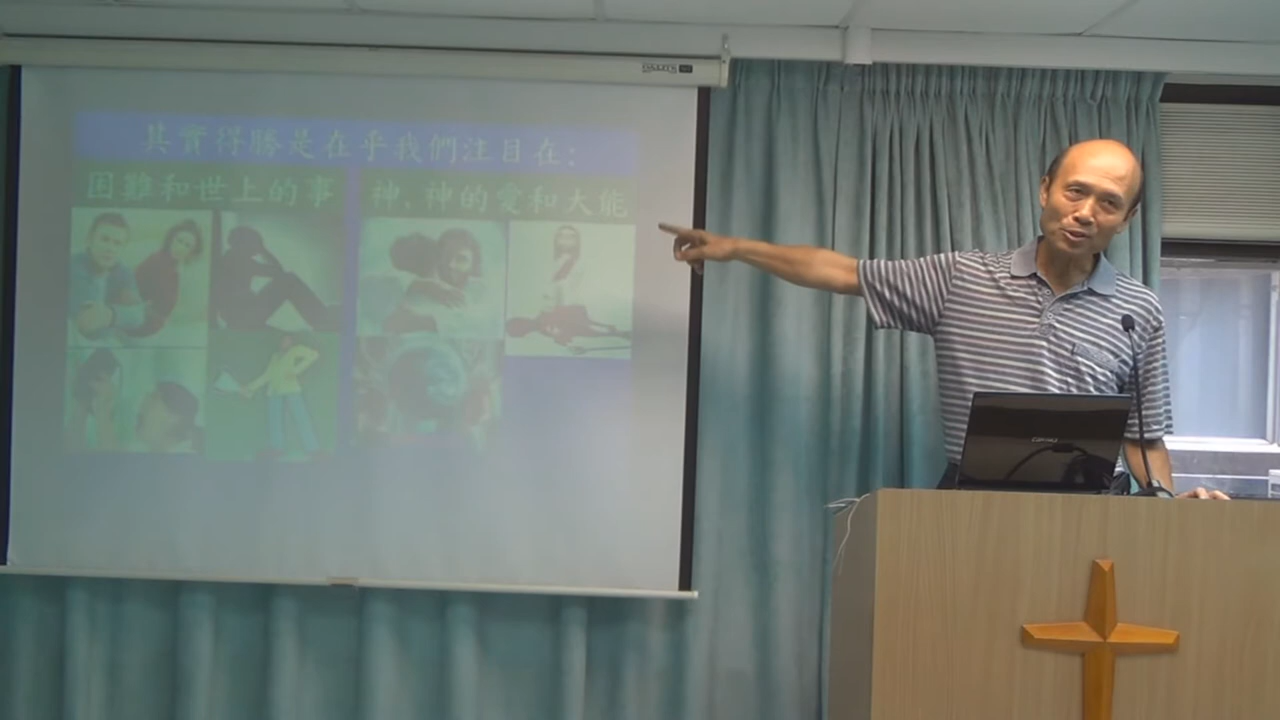 其實得勝是在乎我們注目在:
困難和世上的事
神, 神的愛和大能